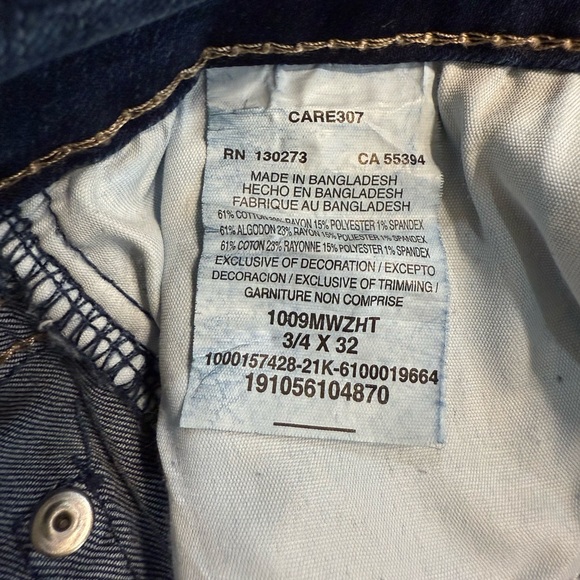 CARE307
RN 130273 CA 55394
MADE IN BANGLADESH
HECHO EN BANGLADESH
FABRIQUE AU BANGLADESH
61% COTTON 23% RAYON 15% POLYESTER 1% SPANDEX
61% ALGODON 23% RAYON 15% POLIESTER 1% SPANDEX
61% COTON 23% RAYONNE 15% POLYESTER 1% SPANDEX
EXCLUSIVE OF DECORATION / EXCEPTO
DECORACION / EXCLUSIVE OF TRIMMING /
GARNITURE NON COMPRISE
1009MWZHT
3/4 X 32
1000157428-21K-6100019664
191056104870